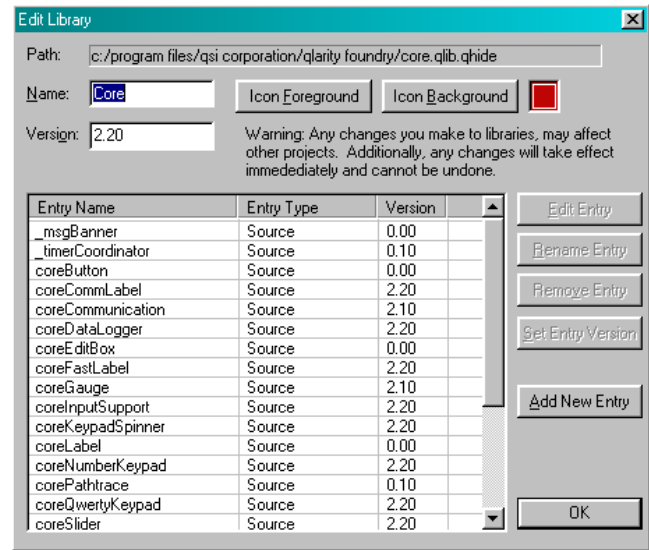 Edit Library
Path: c:/program files/qsi corporation/qlarity foundry/core.qlib.qhide
Name: Core Icon Foreground Icon Background
Version: 2.20 Warning: Any changes you make to libraries, may affect
other projects. Additionally, any changes will take effect
immedediately and cannot be undone.
Entry Name Entry Type Version Edit Entry
_msgBanner Source 0.00
_timerCoordinator Source 0.10 Rename Entry
coreButton Source 0.00
coreCommLabel Source 2.20 Remove Entry
coreCommunication Source 2.10
coreDataLogger Source 2.20 Set Entry Version
coreEditBox Source 0.00
coreFastLabel Source 2.20
coreGauge Source 2.10
coreInputSupport Source 2.20 Add New Entry
coreKeypadSpinner Source 2.20
coreLabel Source 0.00
coreNumberKeypad Source 2.20
corePathtrace Source 0.10
coreQwertyKeypad Source 2.20 OK
coreSlider Source 2.20